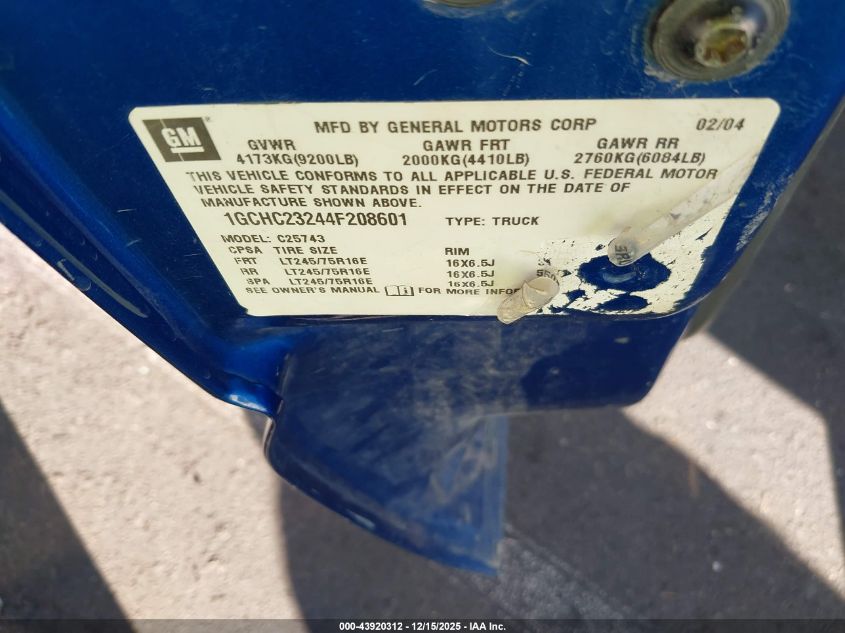 GM®
MFD BY GENERAL MOTORS CORP 02/04
GVWR GAWR FRT GAWR RR
4173KG(9200LB) 2000KG(4410LB) 2760KG(6084LB)
THIS VEHICLE CONFORMS TO ALL APPLICABLE U.S. FEDERAL MOTOR
VEHICLE SAFETY STANDARDS IN EFFECT ON THE DATE OF
MANUFACTURE SHOWN ABOVE.
1GCHC23244F208601 TYPE: TRUCK
MODEL: C25743
CPSA TIRE SIZE RIM
FRT LT245/75R16E 16X6.5J
RR LT245/75R16E 16X6.5J
SPA LT245/75R16E 16X6.5J
SEE OWNER'S MANUAL FOR MORE
000-43920312 - 12/15/2025 - IAA Inc.